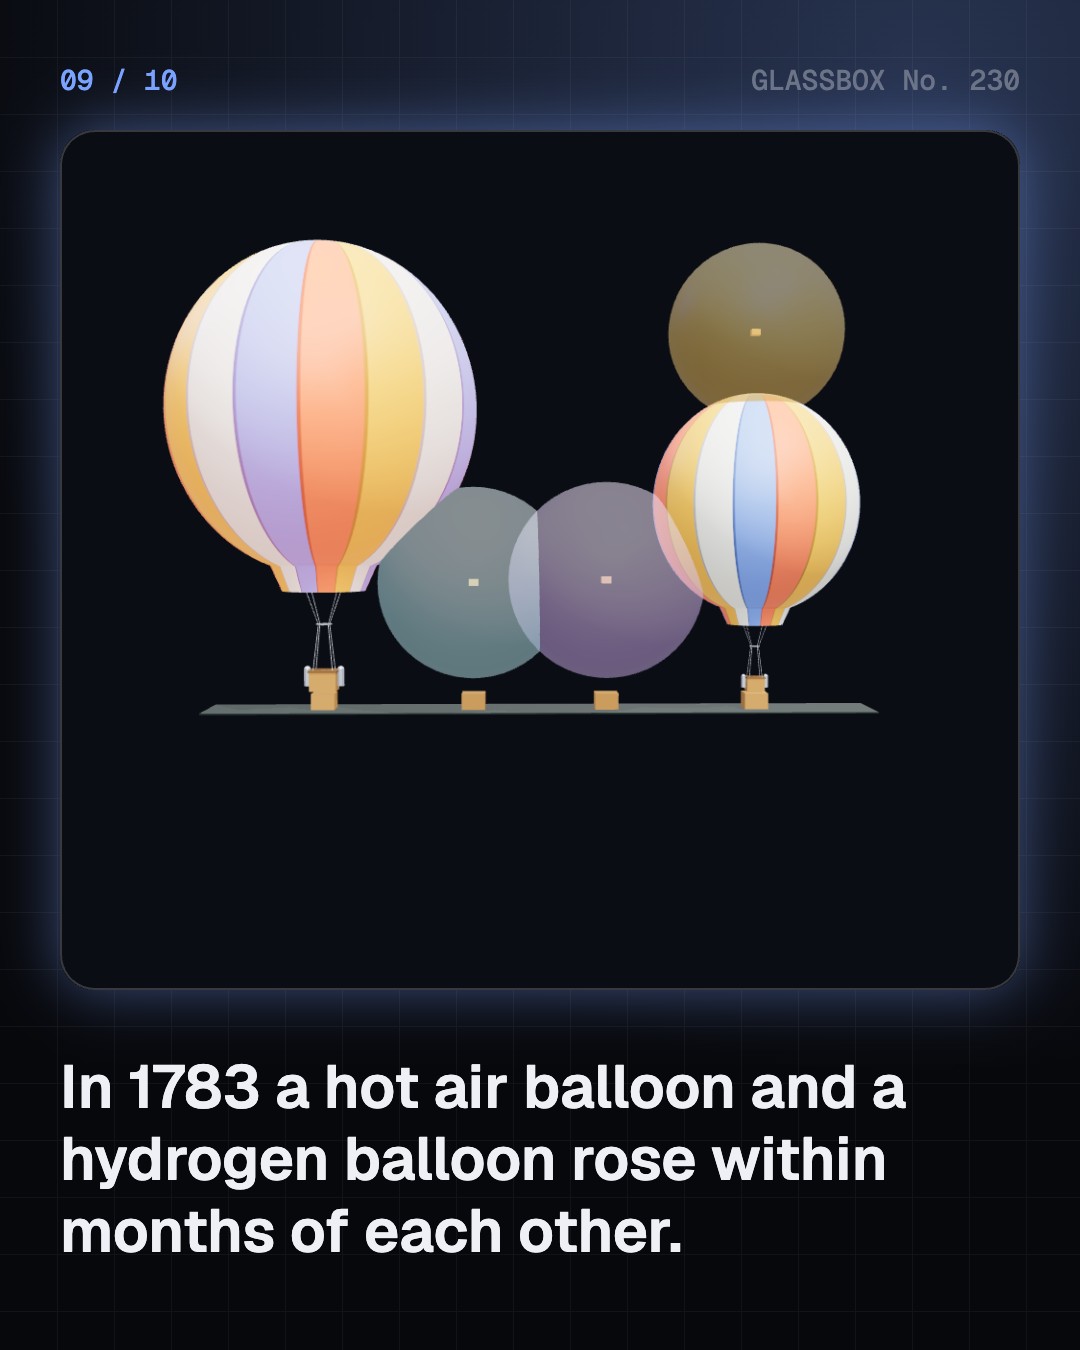 09 / 10
GLASSBOX No. 230
In 1783 a hot air balloon and a
hydrogen balloon rose within
months of each other.